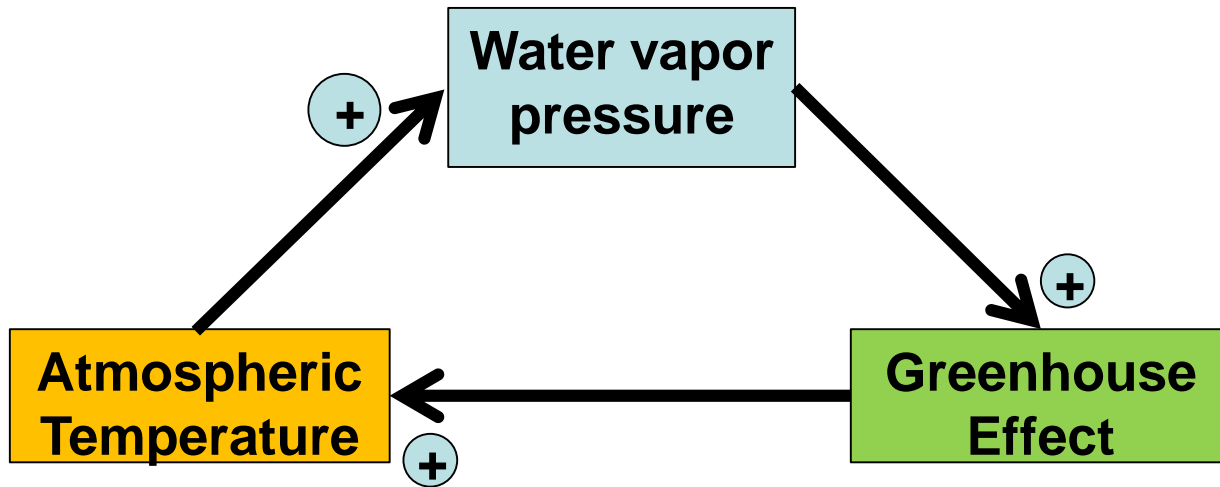 Water vapor
pressure
+
+
Atmospheric
Temperature
Greenhouse
Effect
+